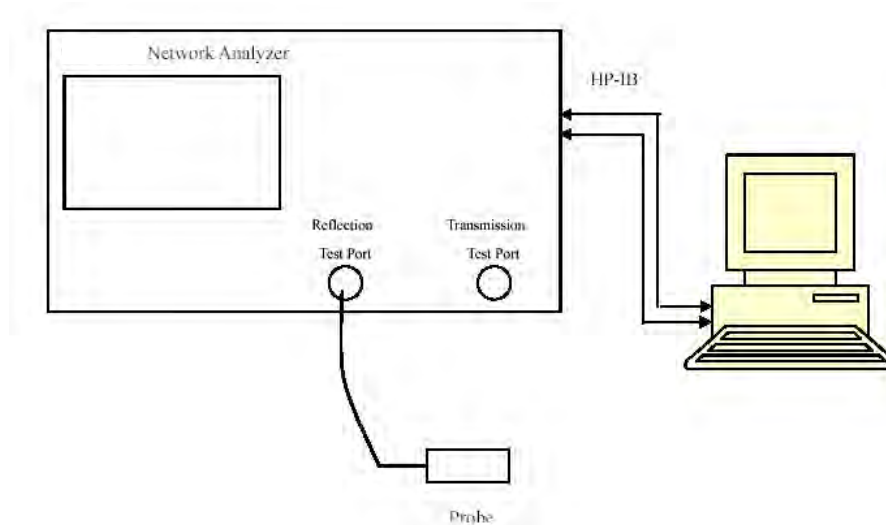 Network Analyzer
HP-IB
Reflection
Test Port
Transmission
Test Port
Probe